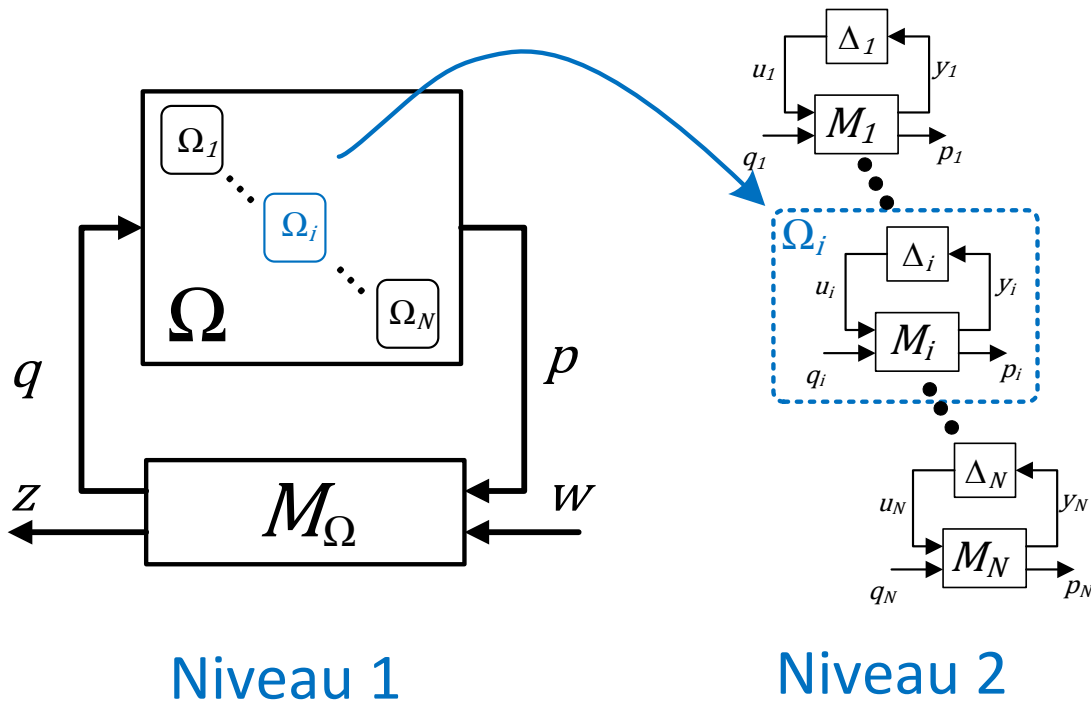 Ω1
Ωi
ΩN
Ω
q
p
z
w
MΩ
Niveau 1
Δ1
u1
y1
M1
q1
p1
Ωi
Δi
ui
yi
Mi
qi
pi
ΔN
uN
yN
MN
qN
pN
Niveau 2